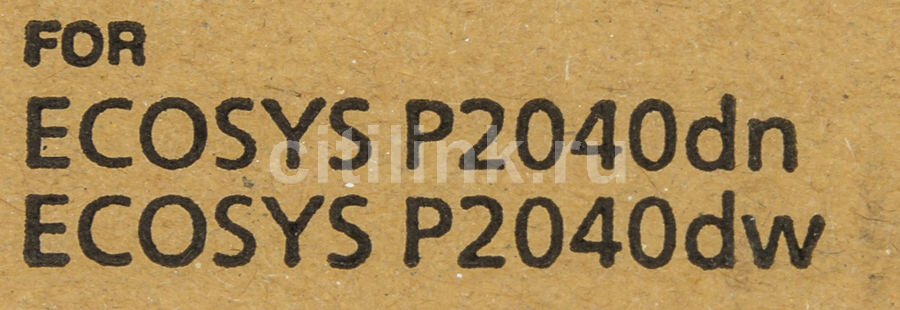 FOR
ECOSYS P2040dn
citilink.ru
ECOSYS P2040dw